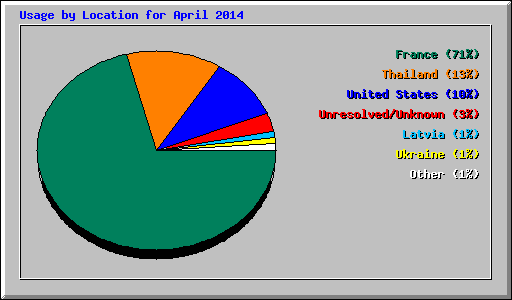 Usage by Location for April 2014
France (71%)
Thailand (13%)
United States (10%)
Unresolved/Unknown (3%)
Latvia (1%)
Ukraine (1%)
Other (1%)